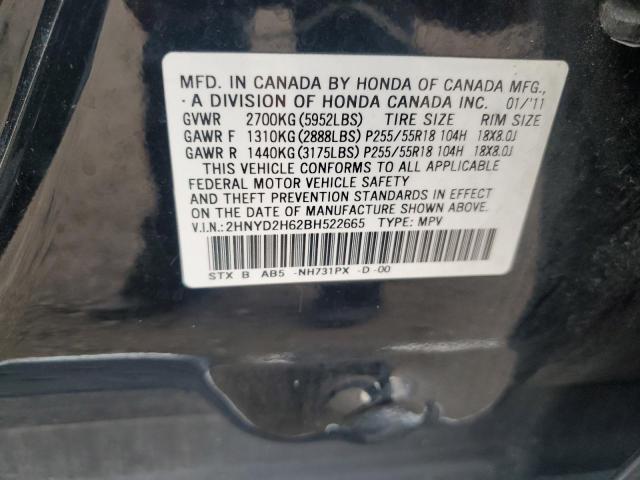 MFD. IN CANADA BY HONDA OF CANADA MFG.,
A DIVISION OF HONDA CANADA INC. 01/'11
GVWR 2700KG(5952LBS) TIRE SIZE RIM SIZE
GAWR F 1310KG(2888LBS) P255/55R18 104H 18X8.0J
GAWR R 1440KG(3175LBS) P255/55R18 104H 18X8.0J
THIS VEHICLE CONFORMS TO ALL APPLICABLE
FEDERAL MOTOR VEHICLE SAFETY
AND THEFT PREVENTION STANDARDS IN EFFECT
ON THE DATE OF MANUFACTURE SHOWN ABOVE.
V.I.N.: 2HNYD2H62BH522665 TYPE: MPV
STX B AB5 -NH731PX -D -00